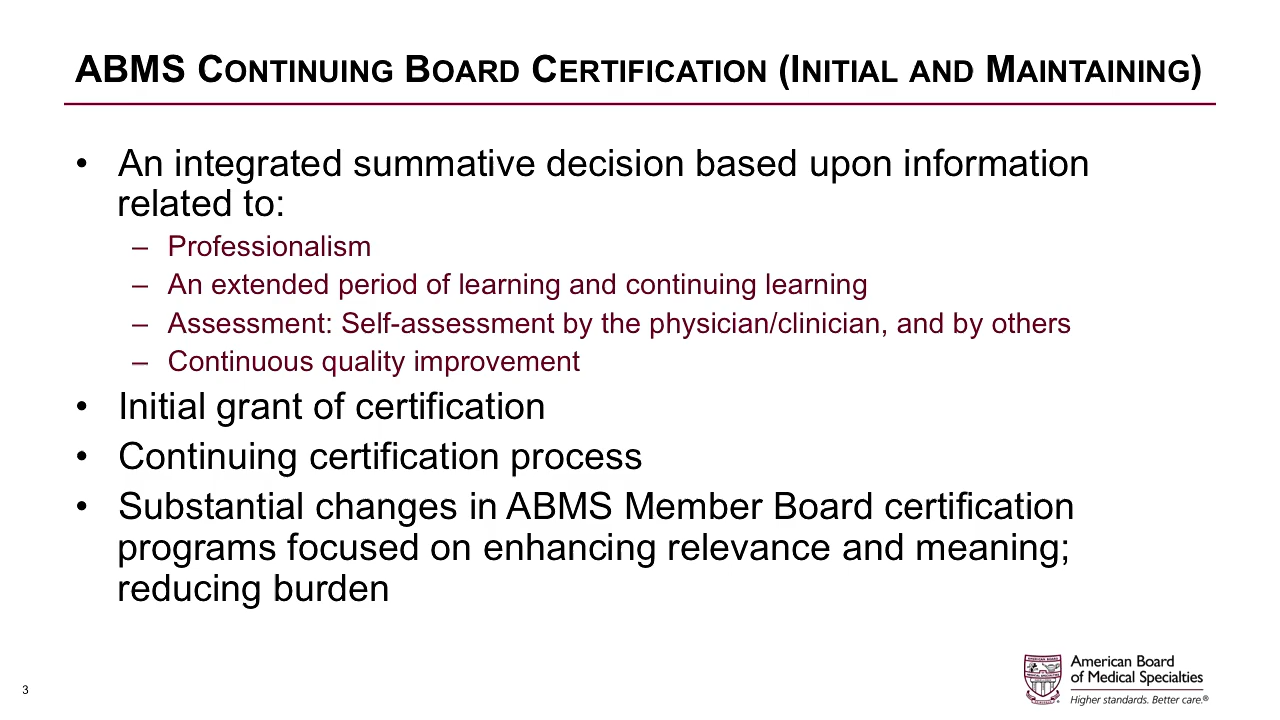 ABMS CONTINUING BOARD CERTIFICATION (INITIAL AND MAINTAINING)
• An integrated summative decision based upon information
related to:
– Professionalism
– An extended period of learning and continuing learning
– Assessment: Self-assessment by the physician/clinician, and by others
– Continuous quality improvement
• Initial grant of certification
• Continuing certification process
• Substantial changes in ABMS Member Board certification
programs focused on enhancing relevance and meaning;
reducing burden
American Board
of Medical Specialties
Higher standards. Better care.®
3